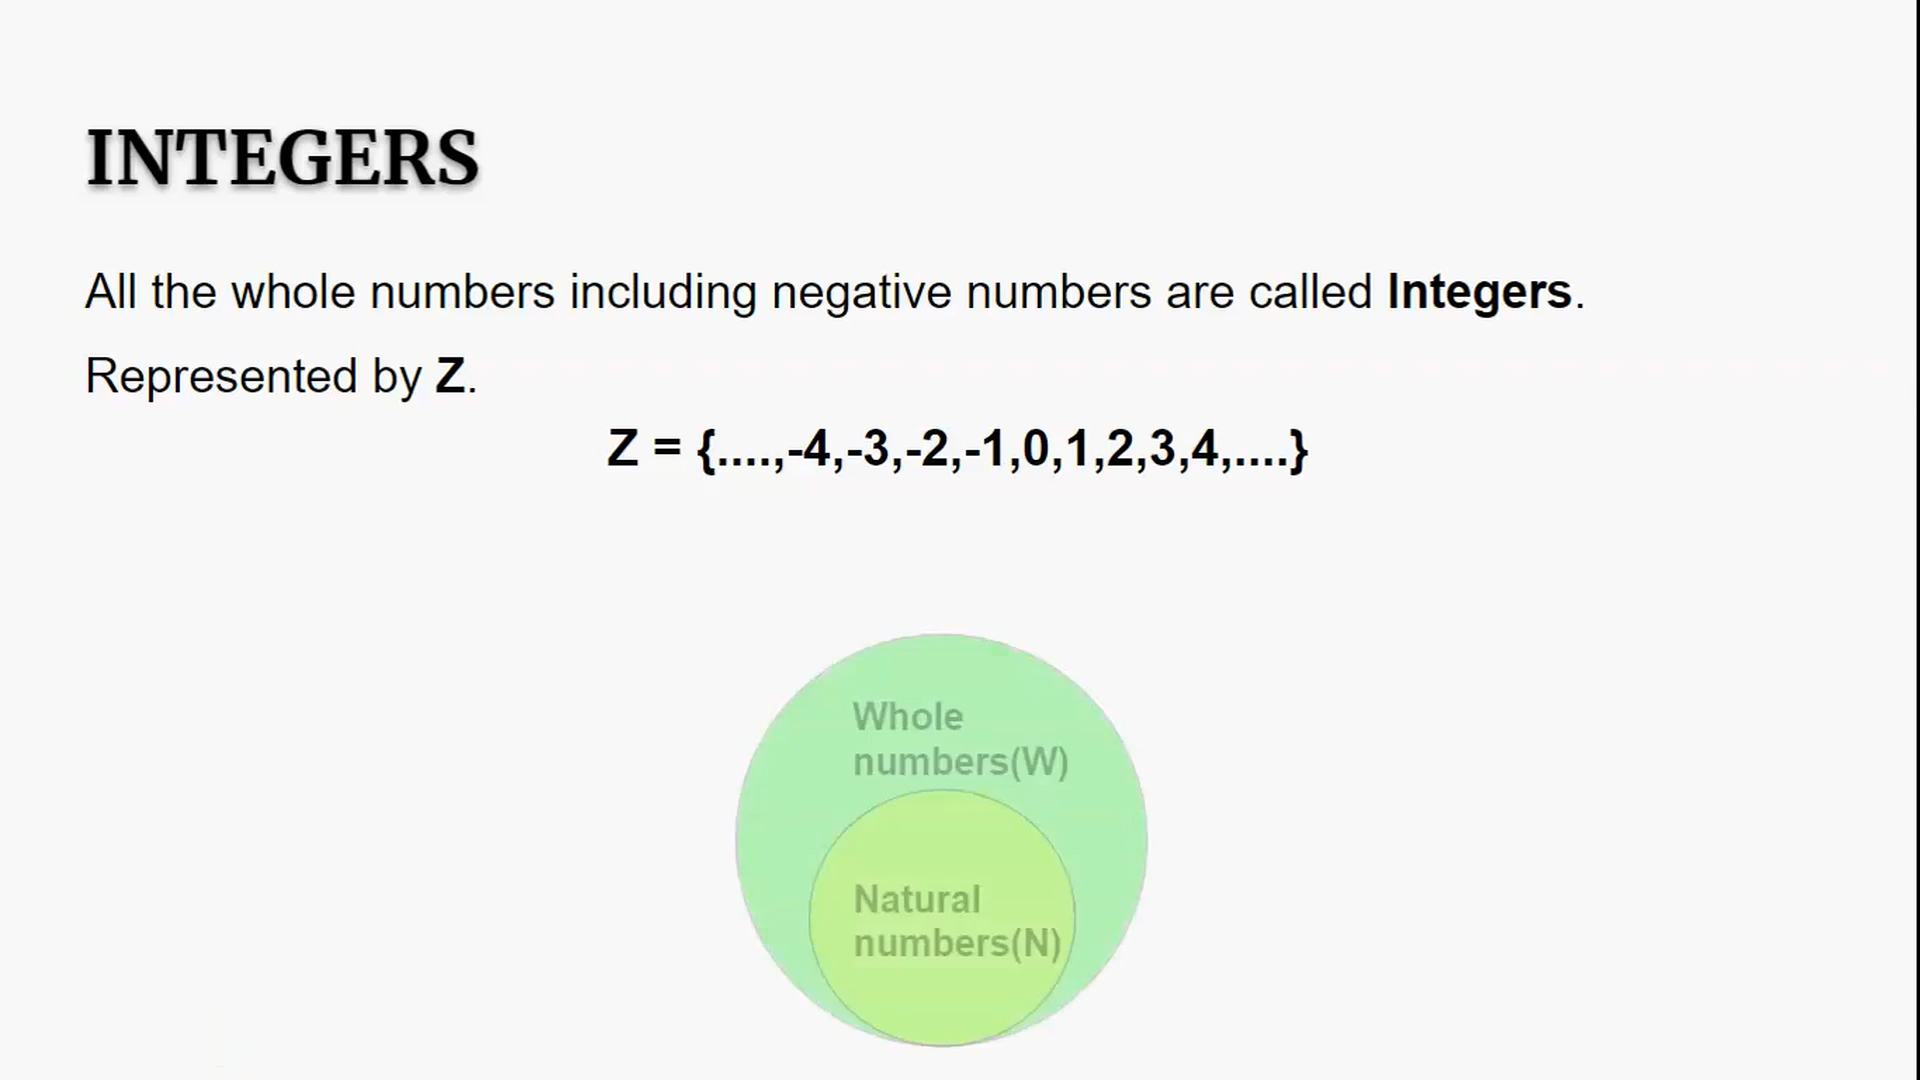 INTEGERS
All the whole numbers including negative numbers are called Integers.
Represented by Z.
Z = {....,-4,-3,-2,-1,0,1,2,3,4,....}
Whole
numbers(W)
Natural
numbers(N)